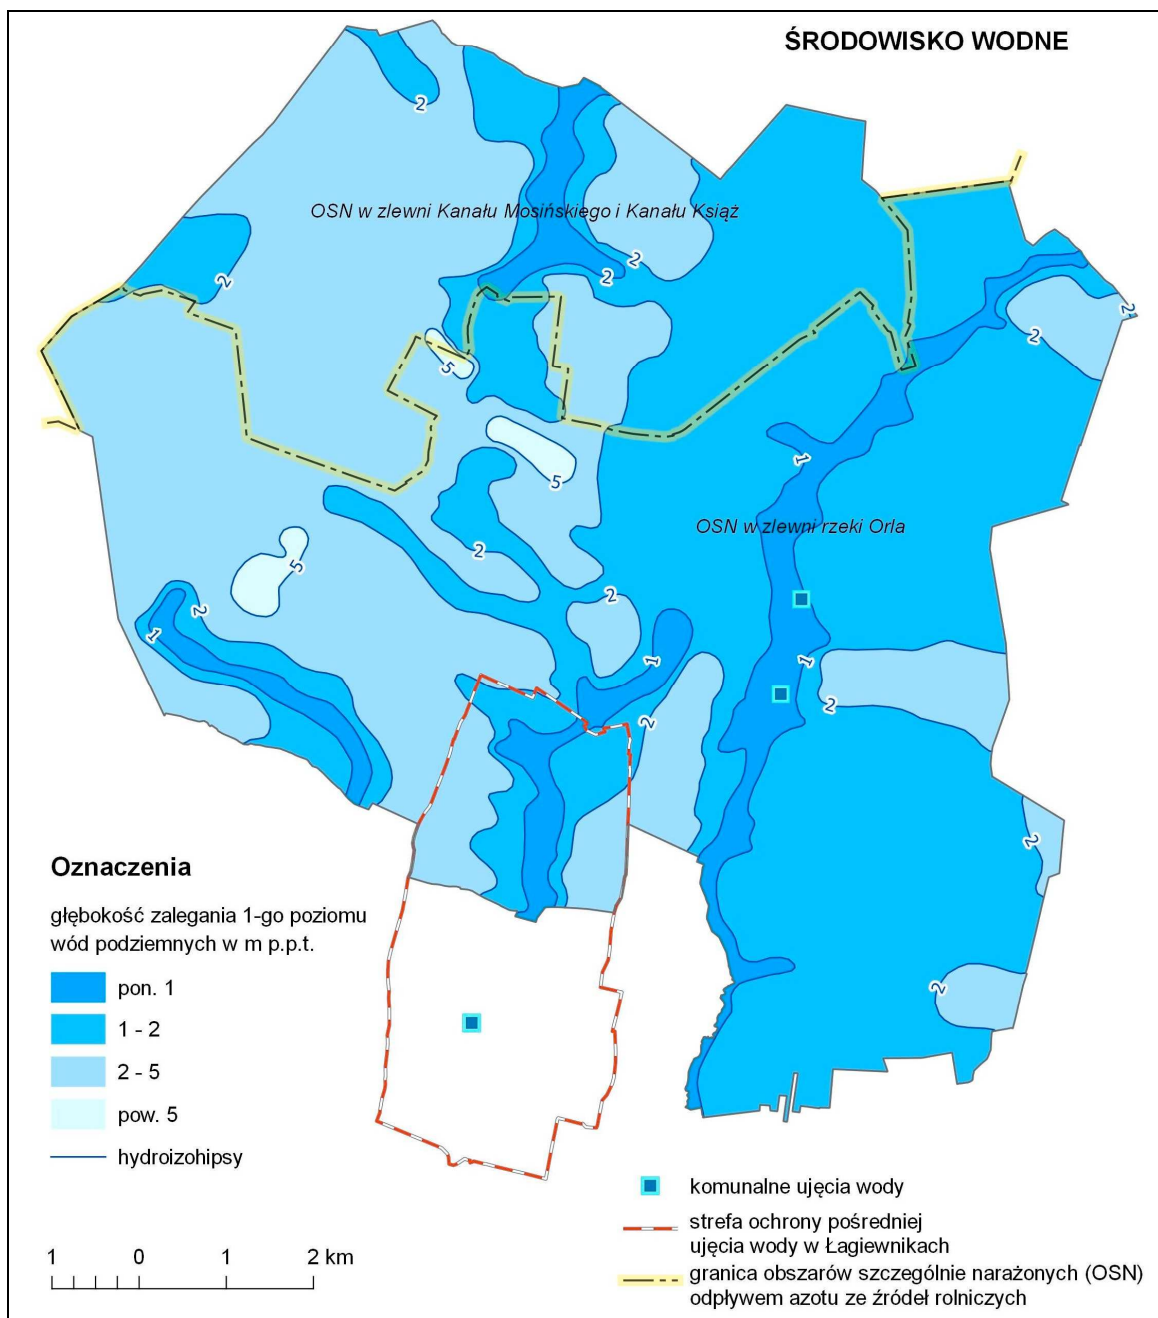 ŚRODOWISKO WODNE
2
OSN w zlewni Kanału Mosińskiego i Kanału Książ
2
2
2
2
2
5
1
5
OSN w zlewni rzeki Orla
2
5
2
2
1
1
1
2
2
2
2
Oznaczenia
głębokość zalegania 1-go poziomu
wód podziemnych w m p.p.t.
pon. 1
1 - 2
2 - 5
pow. 5
hydroizohipsy
komunalne ujęcia wody
strefa ochrony pośredniej
ujęcia wody w Łagiewnikach
granica obszarów szczególnie narażonych (OSN)
odpływem azotu ze źródeł rolniczych
1 0 1 2 km